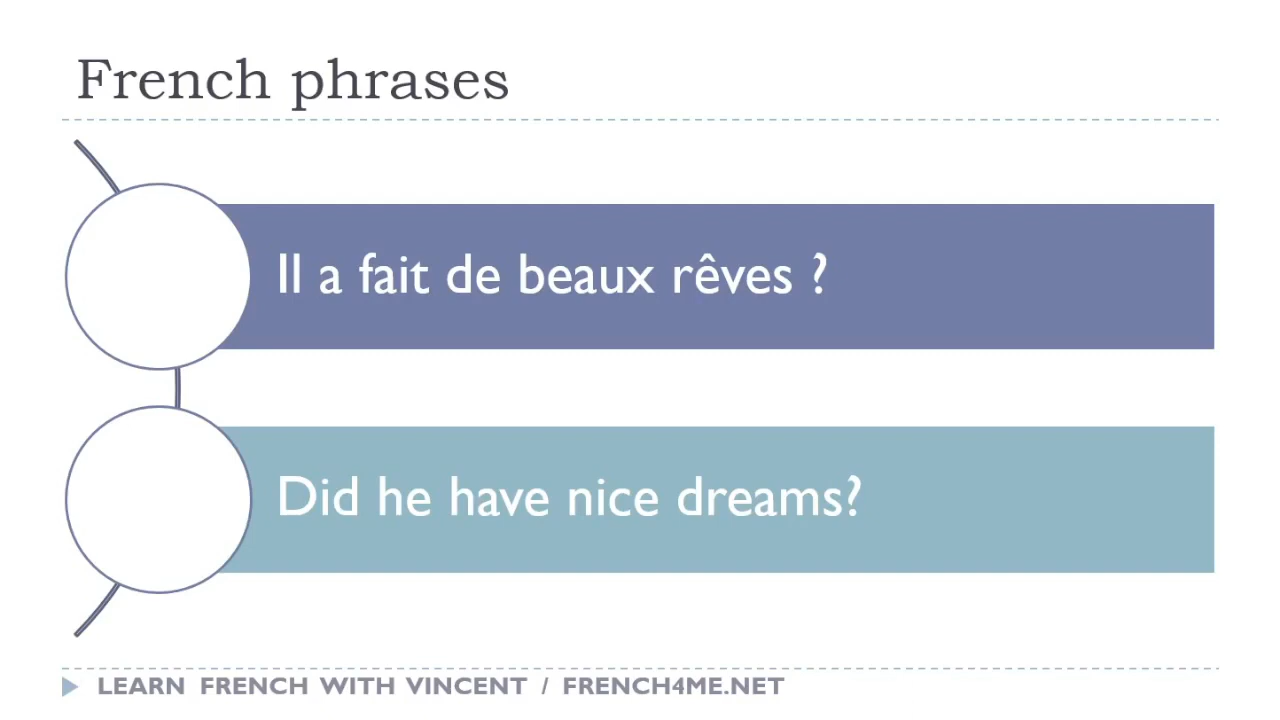 French phrases
Il a fait de beaux rêves ?
Did he have nice dreams?
LEARN FRENCH WITH VINCENT / FRENCH4ME.NET